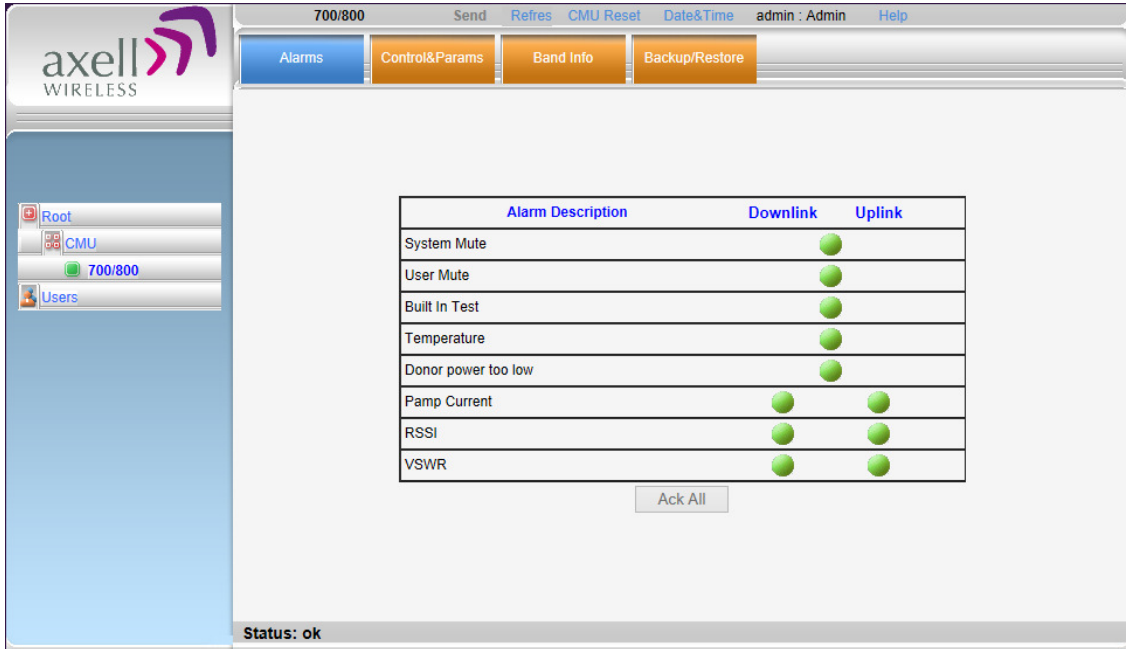 axell
WIRELESS
700/800 Send Refres CMU Reset Date&Time admin : Admin Help
Alarms Control&Params Band Info Backup/Restore
Root
CMU
700/800
Users
Alarm Description Downlink Uplink
System Mute
User Mute
Built In Test
Temperature
Donor power too low
Pamp Current
RSSI
VSWR
Ack All
Status: ok